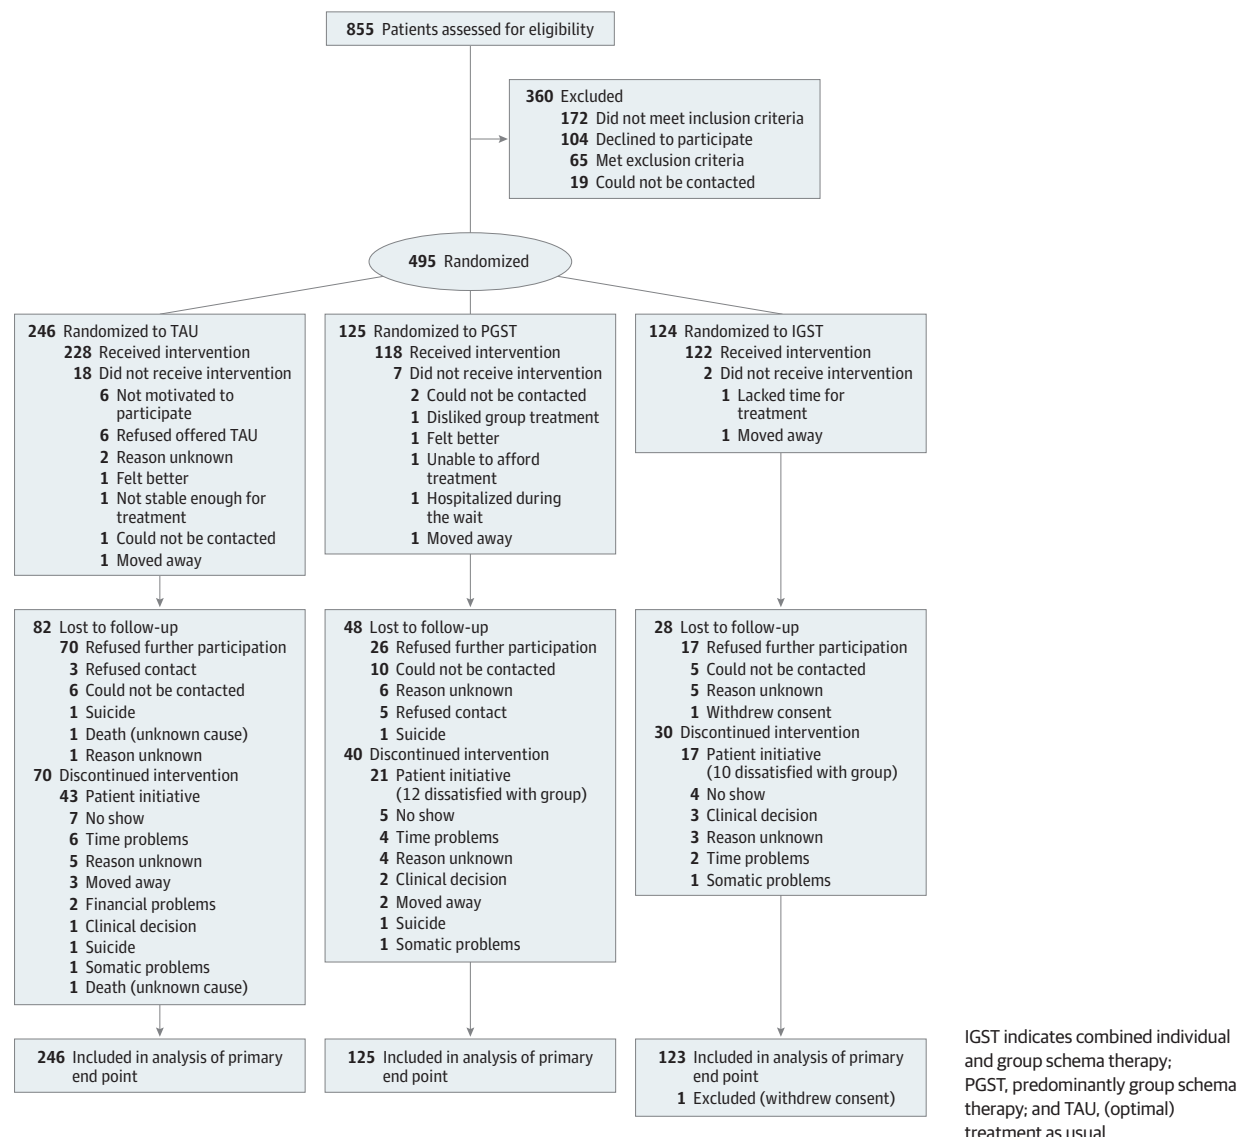 855 Patients assessed for eligibility
360 Excluded
172 Did not meet inclusion criteria
104 Declined to participate
65 Met exclusion criteria
19 Could not be contacted
495 Randomized
246 Randomized to TAU
228 Received intervention
18 Did not receive intervention
6 Not motivated to
participate
6 Refused offered TAU
2 Reason unknown
1 Felt better
1 Not stable enough for
treatment
1 Could not be contacted
1 Moved away
125 Randomized to PGST
118 Received intervention
7 Did not receive intervention
2 Could not be contacted
1 Disliked group treatment
1 Felt better
1 Unable to afford
treatment
1 Hospitalized during
the wait
1 Moved away
124 Randomized to IGST
122 Received intervention
2 Did not receive intervention
1 Lacked time for
treatment
1 Moved away
82 Lost to follow-up
70 Refused further participation
3 Refused contact
6 Could not be contacted
1 Suicide
1 Death (unknown cause)
1 Reason unknown
70 Discontinued intervention
43 Patient initiative
7 No show
6 Time problems
5 Reason unknown
3 Moved away
2 Financial problems
1 Clinical decision
1 Suicide
1 Somatic problems
1 Death (unknown cause)
48 Lost to follow-up
26 Refused further participation
10 Could not be contacted
6 Reason unknown
5 Refused contact
1 Suicide
40 Discontinued intervention
21 Patient initiative
(12 dissatisfied with group)
5 No show
4 Time problems
4 Reason unknown
2 Clinical decision
2 Moved away
1 Suicide
1 Somatic problems
28 Lost to follow-up
17 Refused further participation
5 Could not be contacted
5 Reason unknown
1 Withdrew consent
30 Discontinued intervention
17 Patient initiative
(10 dissatisfied with group)
4 No show
3 Clinical decision
3 Reason unknown
2 Time problems
1 Somatic problems
246 Included in analysis of primary
end point
125 Included in analysis of primary
end point
123 Included in analysis of primary
end point
1 Excluded (withdrew consent)
IGST indicates combined individual
and group schema therapy;
PGST, predominantly group schema
therapy; and TAU, (optimal)
treatment as usual